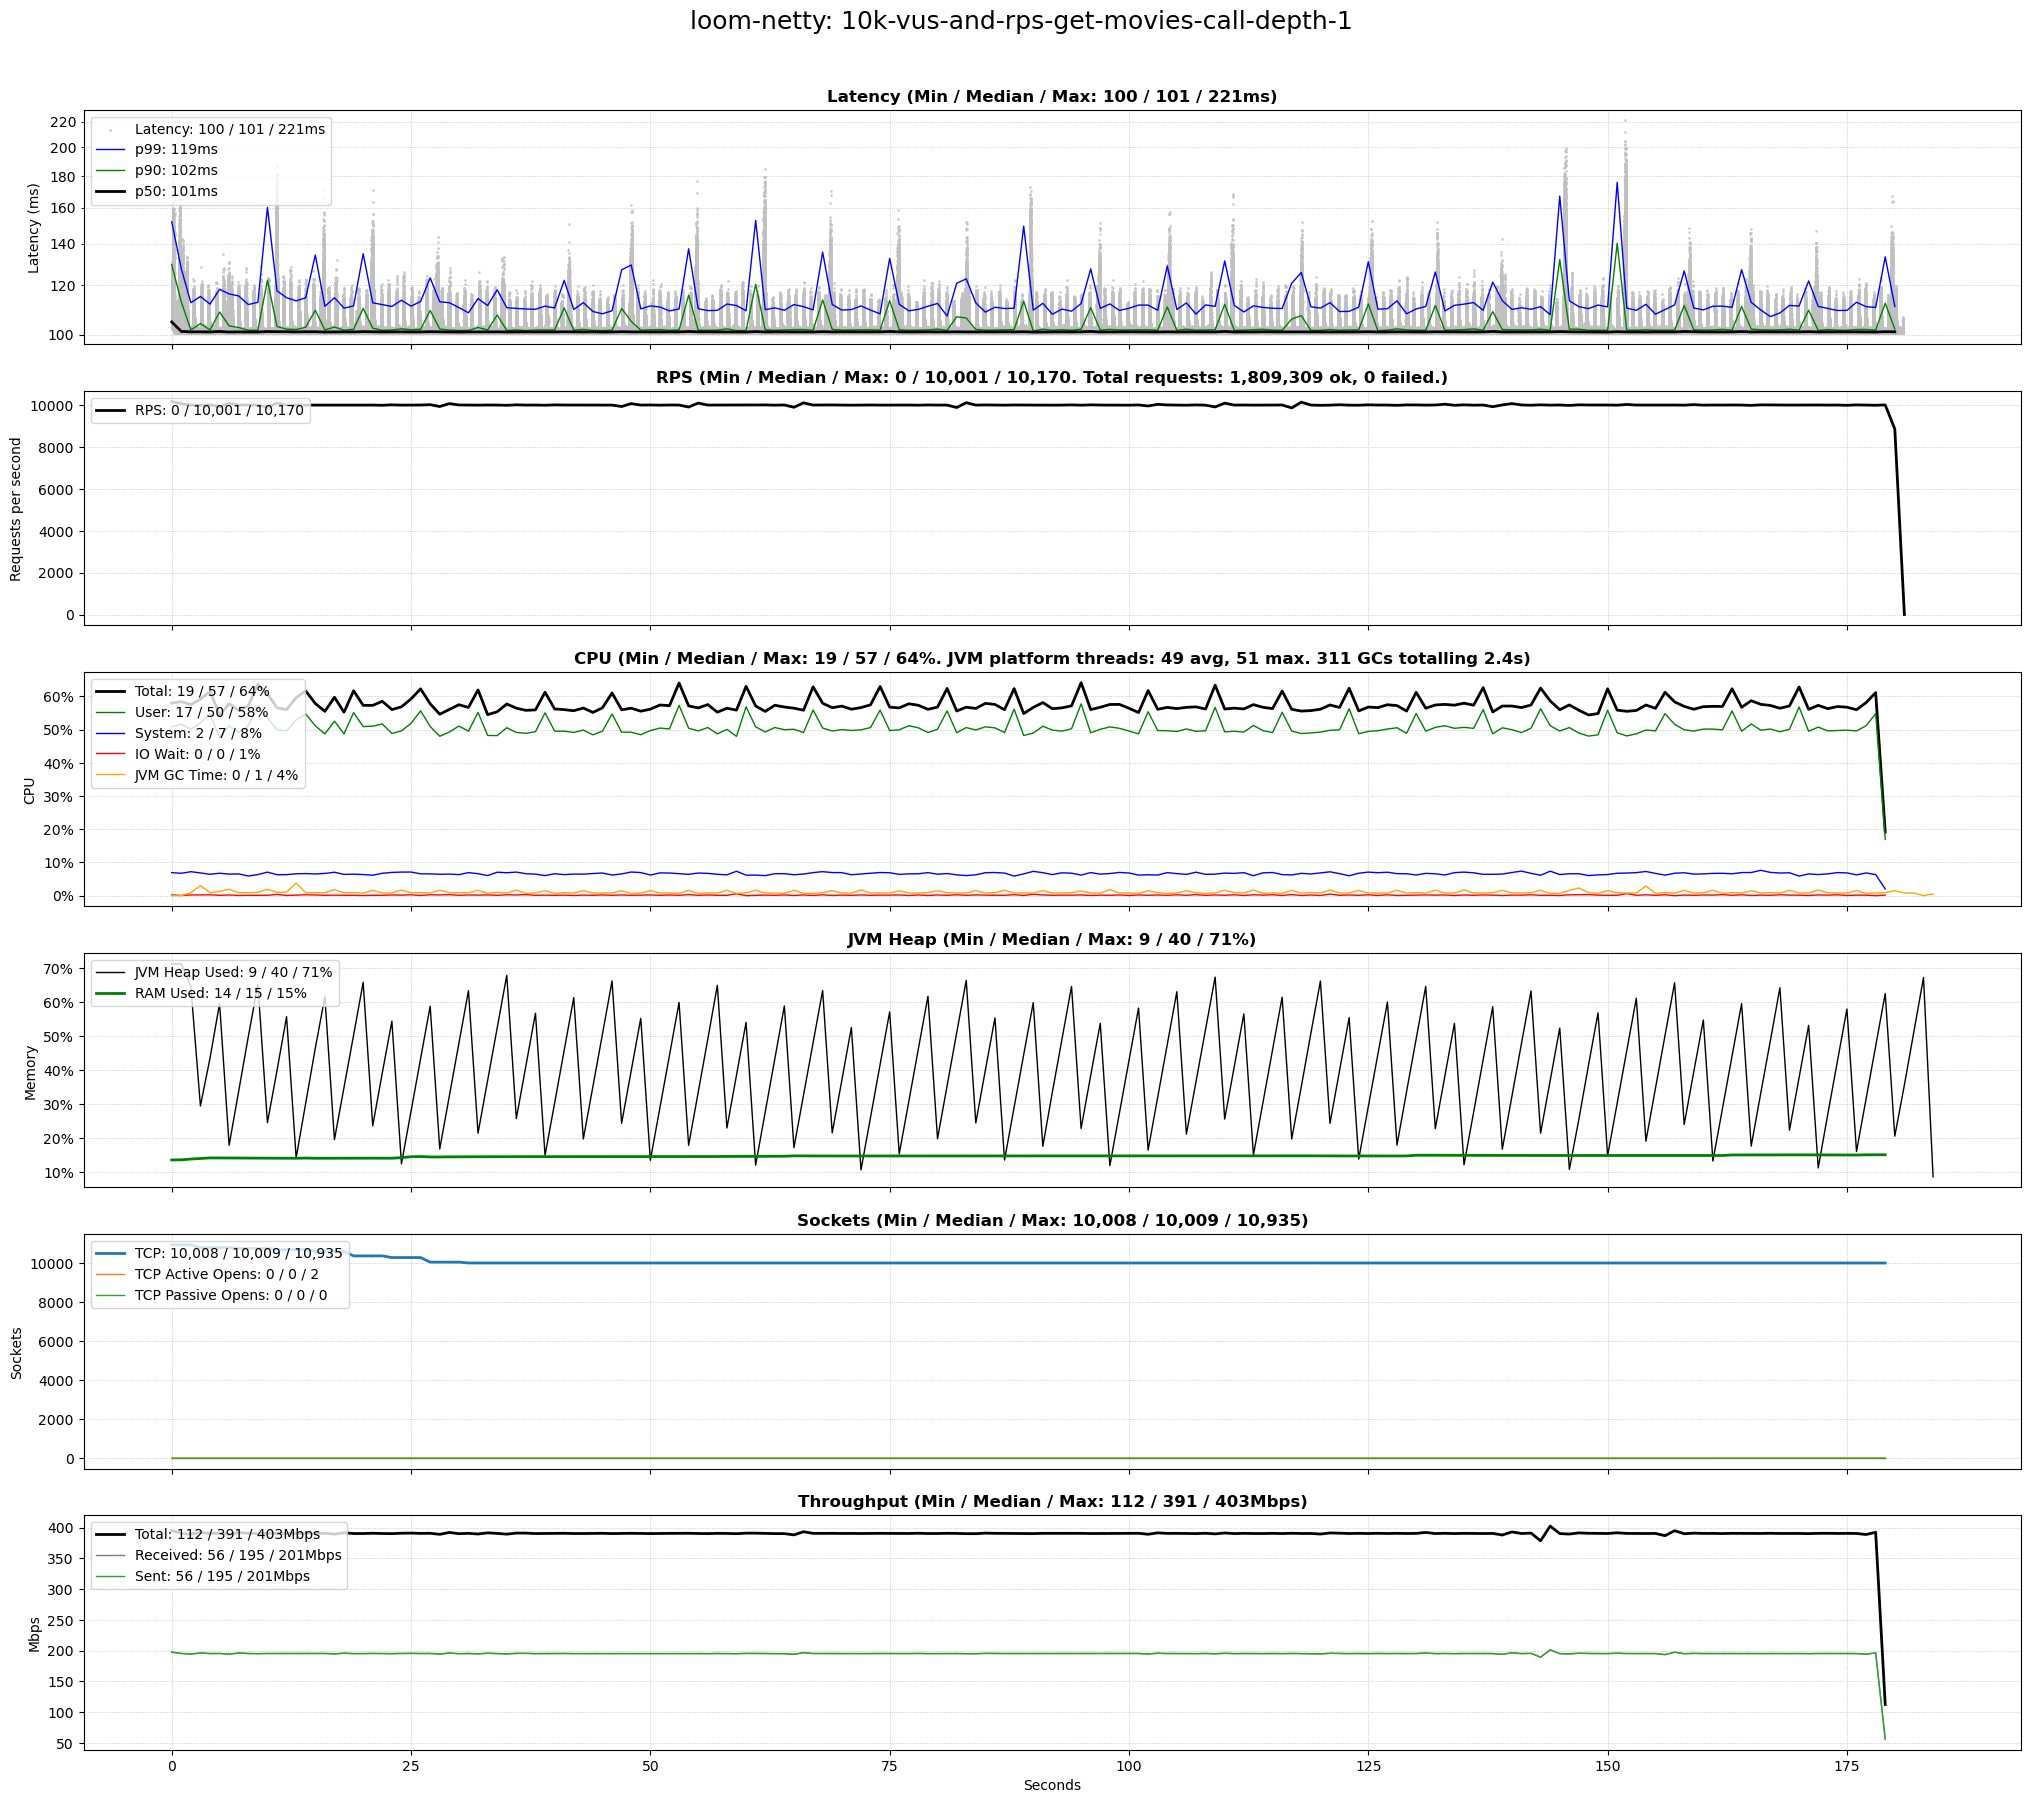 loom-netty: 10k-vus-and-rps-get-movies-call-depth-1
Latency (Min / Median / Max: 100 / 101 / 221ms)
Latency (ms)
220
200
180
160
140
120
100
Latency: 100 / 101 / 221ms
p99: 119ms
p90: 102ms
p50: 101ms
RPS (Min / Median / Max: 0 / 10,001 / 10,170. Total requests: 1,809,309 ok, 0 failed.)
Requests per second
10000
8000
6000
4000
2000
0
RPS: 0 / 10,001 / 10,170
CPU (Min / Median / Max: 19 / 57 / 64%. JVM platform threads: 49 avg, 51 max. 311 GCs totalling 2.4s)
CPU
60%
50%
40%
30%
20%
10%
0%
Total: 19 / 57 / 64%
User: 17 / 50 / 58%
System: 2 / 7 / 8%
IO Wait: 0 / 0 / 1%
JVM GC Time: 0 / 1 / 4%
JVM Heap (Min / Median / Max: 9 / 40 / 71%)
Memory
70%
60%
50%
40%
30%
20%
10%
JVM Heap Used: 9 / 40 / 71%
RAM Used: 14 / 15 / 15%
Sockets (Min / Median / Max: 10,008 / 10,009 / 10,935)
Sockets
10000
8000
6000
4000
2000
0
TCP: 10,008 / 10,009 / 10,935
TCP Active Opens: 0 / 0 / 2
TCP Passive Opens: 0 / 0 / 0
Throughput (Min / Median / Max: 112 / 391 / 403Mbps)
Mbps
400
350
300
250
200
150
100
50
Total: 112 / 391 / 403Mbps
Received: 56 / 195 / 201Mbps
Sent: 56 / 195 / 201Mbps
0
25
50
75
100
125
150
175
Seconds